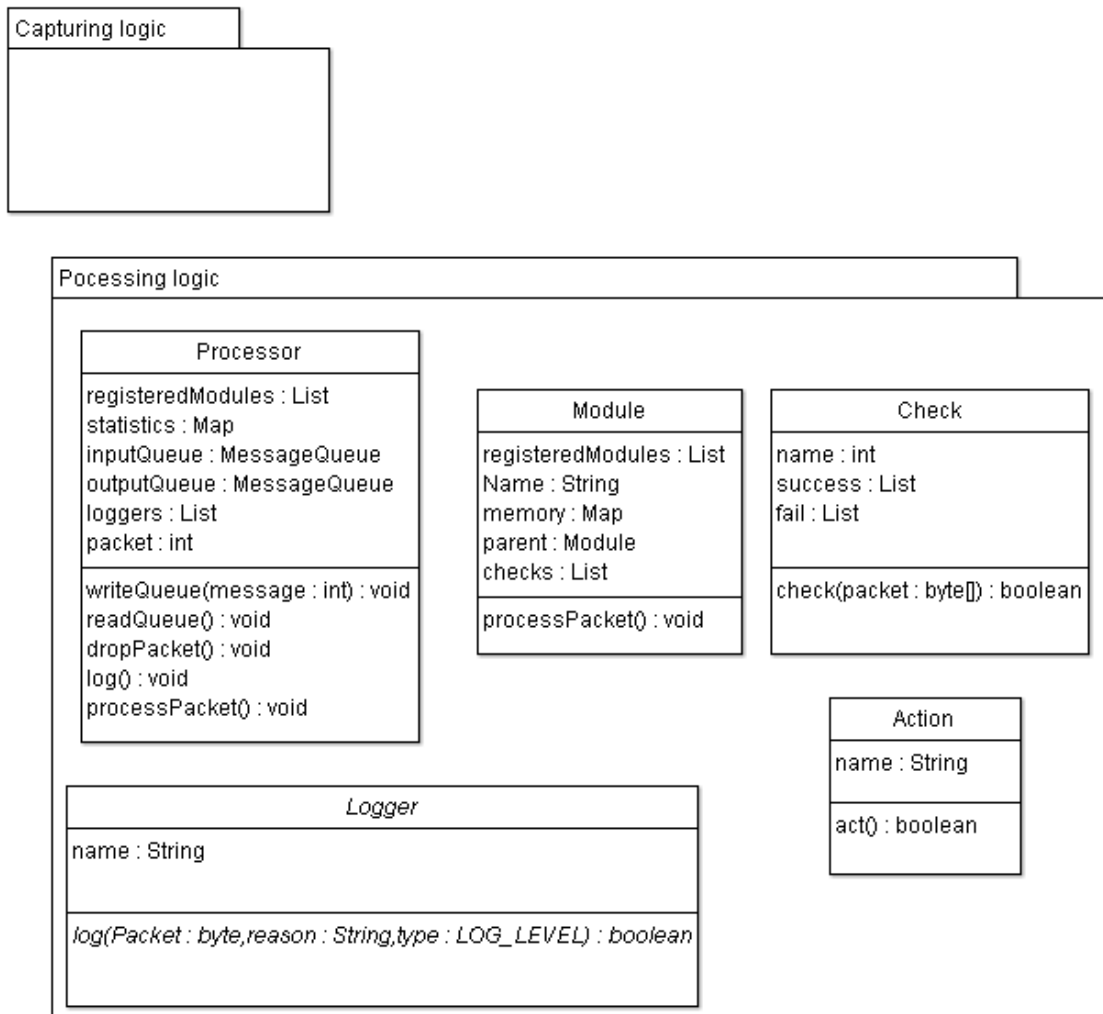 Capturing logic
Pocessing logic
Processor
registeredModules : List
statistics : Map
inputQueue : MessageQueue
outputQueue : MessageQueue
loggers : List
packet : int
writeQueue(message : int) : void
readQueue() : void
dropPacket() : void
log() : void
processPacket() : void
Module
registeredModules : List
Name : String
memory : Map
parent : Module
checks : List
processPacket() : void
Check
name : int
success : List
fail : List
check(packet : byte[]) : boolean
Action
name : String
act() : boolean
Logger
name : String
log(Packet : byte,reason : String,type : LOG_LEVEL) : boolean